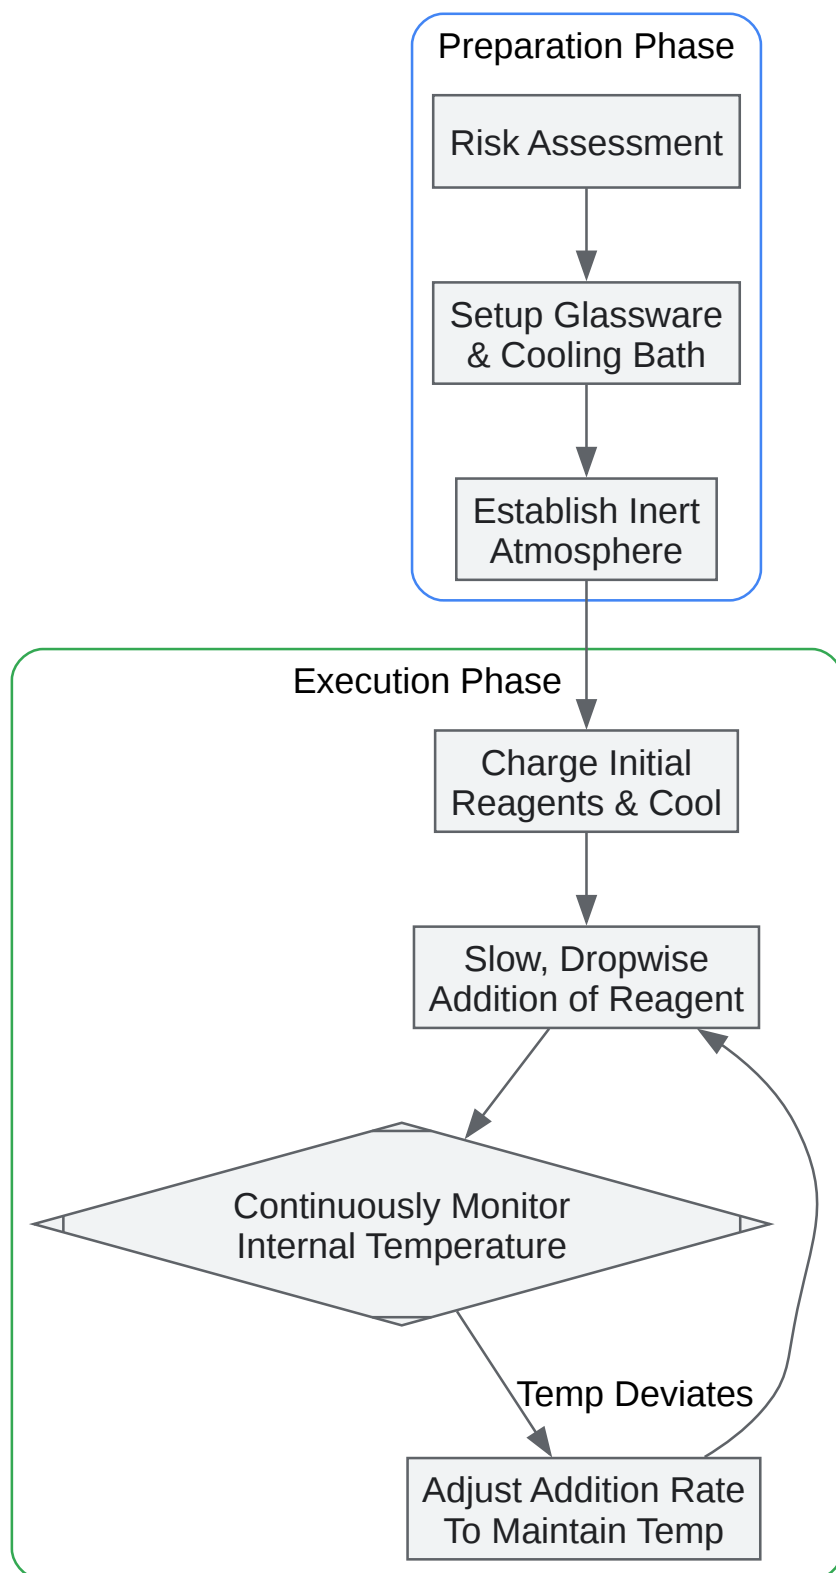 Preparation Phase
Risk Assessment
Setup Glassware
& Cooling Bath
Establish Inert
Atmosphere
Execution Phase
Charge Initial
Reagents & Cool
Slow, Dropwise
Addition of Reagent
Continuously Monitor
Internal Temperature
Temp Deviates
Adjust Addition Rate
To Maintain Temp